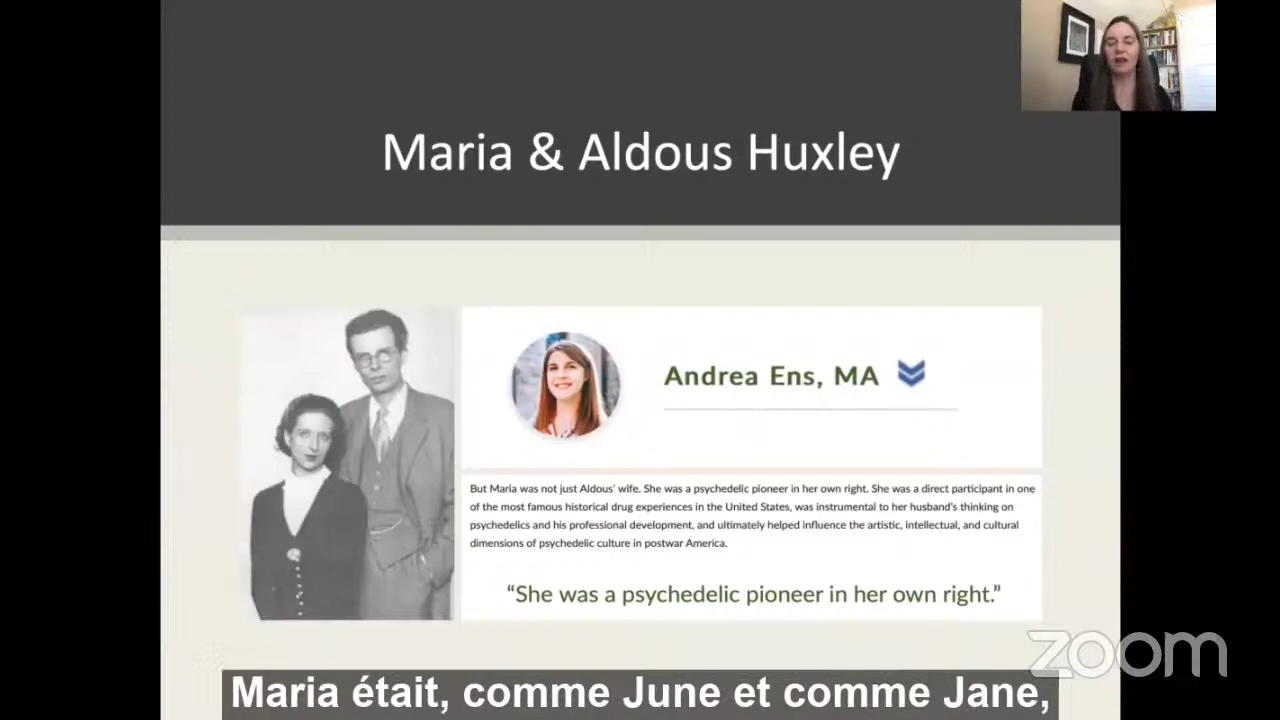 Maria & Aldous Huxley
Andrea Ens, MA
But Maria was not just Aldous' wife. She was a psychedelic pioneer in her own right. She was a direct participant in one
of the most famous historical drug experiences in the United States, was instrumental to her husband's thinking on
psychedelics and his professional development, and ultimately helped influence the artistic, intellectual, and cultural
dimensions of psychedelic culture in postwar America.
“She was a psychedelic pioneer in her own right.”
zoom
Maria était, comme June et comme Jane,